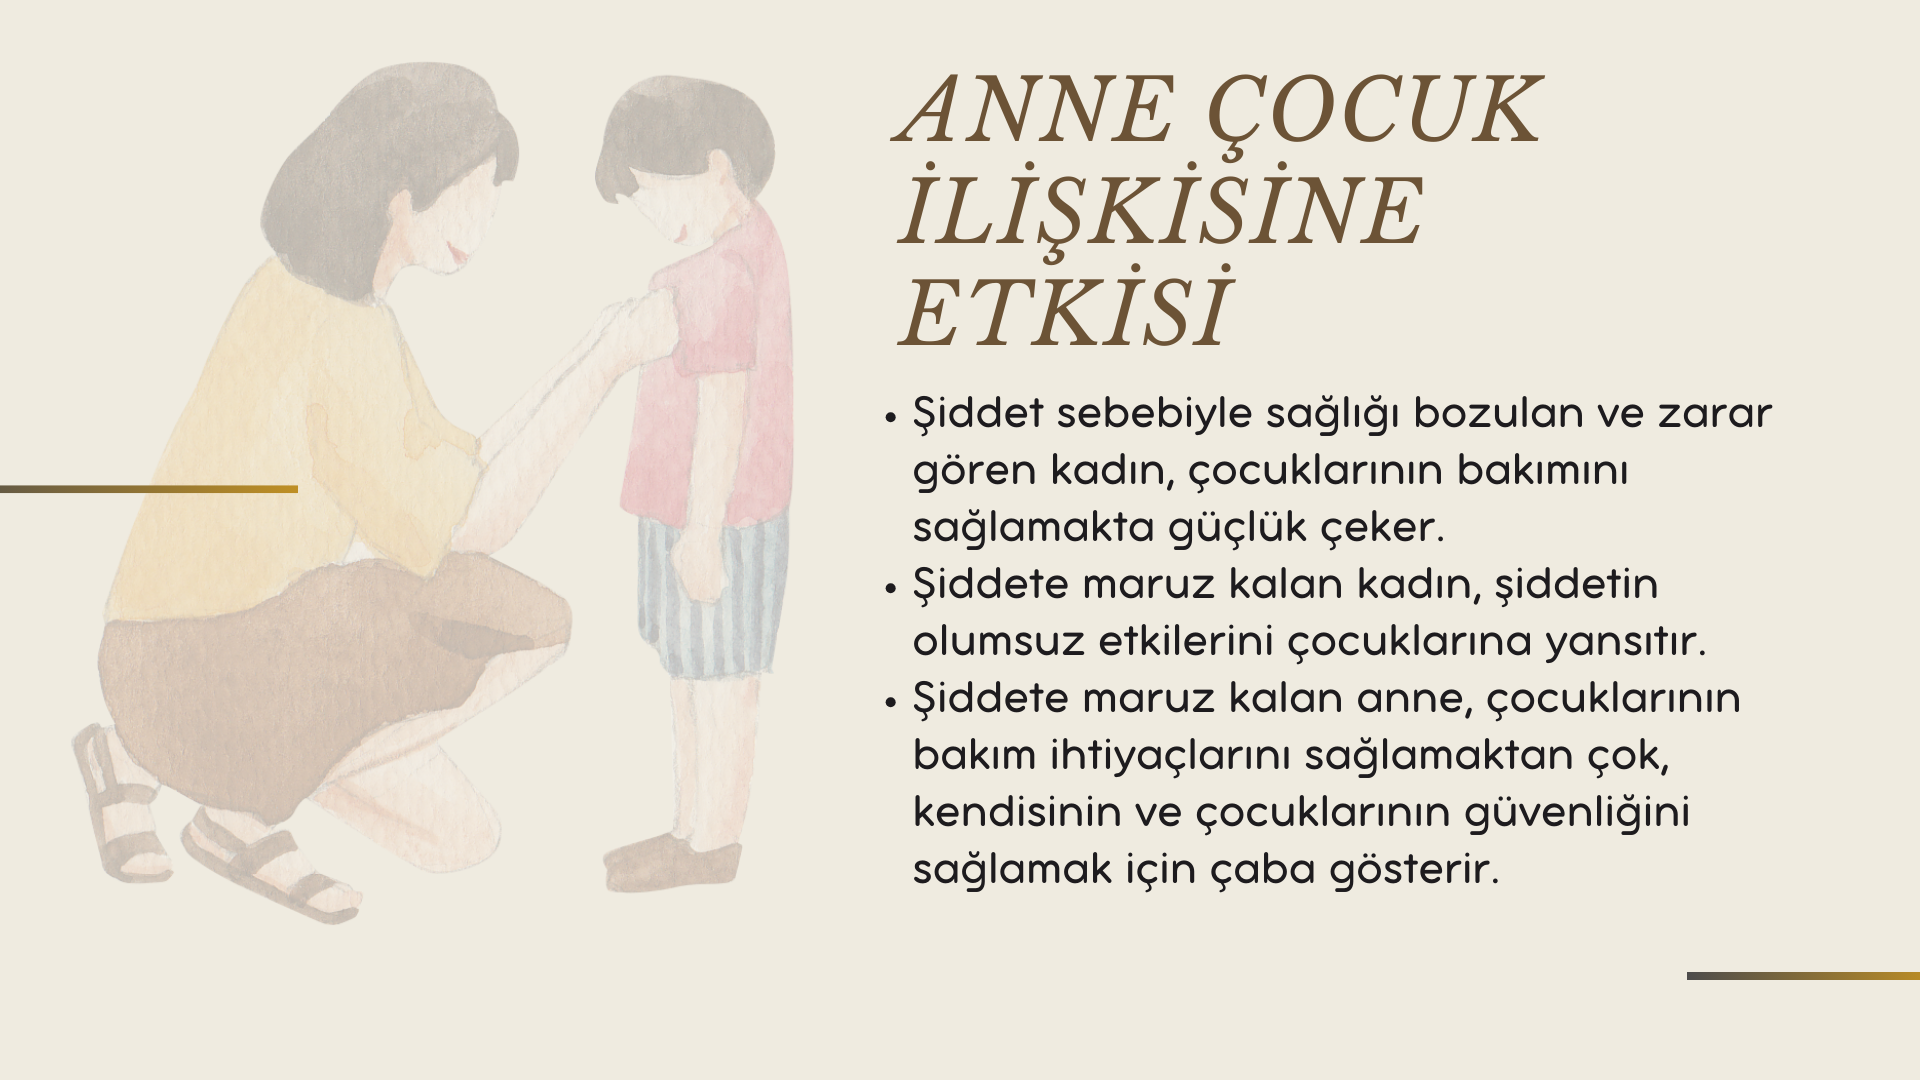 ANNE ÇOCUK
İLİŞKİSİNE
ETKİSİ
• Şiddet sebebiyle sağlığı bozulan ve zarar
gören kadın, çocuklarının bakımını
sağlamakta güçlük çeker.
• Şiddete maruz kalan kadın, şiddetin
olumsuz etkilerini çocuklarına yansıtır.
• Şiddete maruz kalan anne, çocuklarının
bakım ihtiyaçlarını sağlamaktan çok,
kendisinin ve çocuklarının güvenliğini
sağlamak için çaba gösterir.